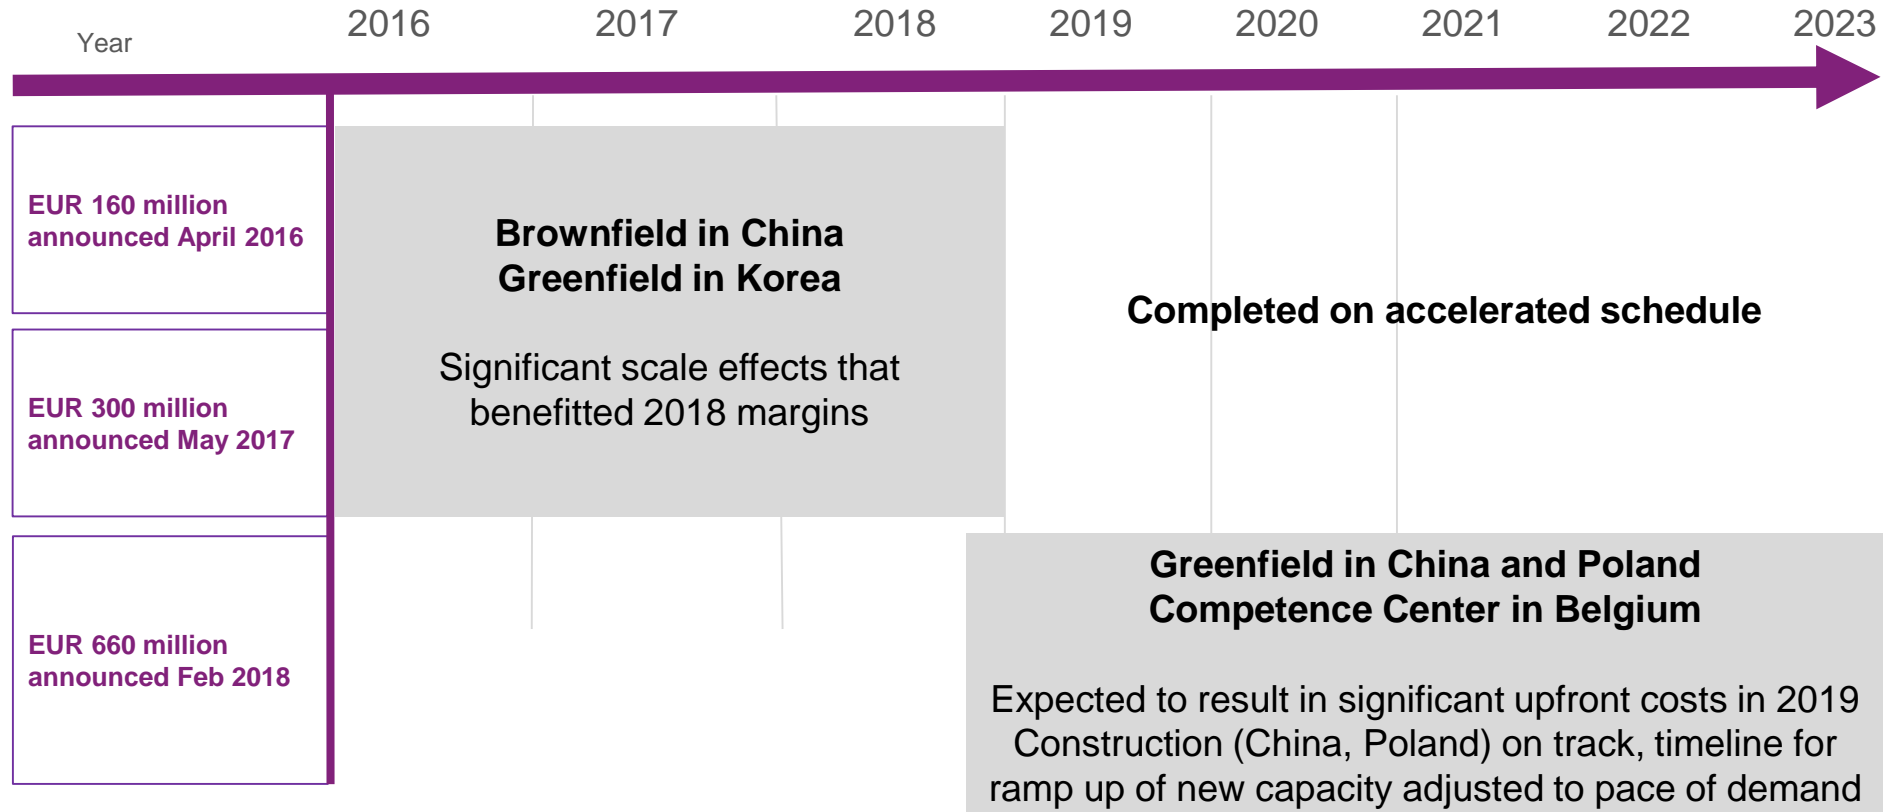 Year
2016 2017 2018 2019 2020 2021 2022 2023
EUR 160 million
announced April 2016
Brownfield in China
Greenfield in Korea
Significant scale effects that
benefitted 2018 margins
Completed on accelerated schedule
EUR 300 million
announced May 2017
EUR 660 million
announced Feb 2018
Greenfield in China and Poland
Competence Center in Belgium
Expected to result in significant upfront costs in 2019
Construction (China, Poland) on track, timeline for
ramp up of new capacity adjusted to pace of demand